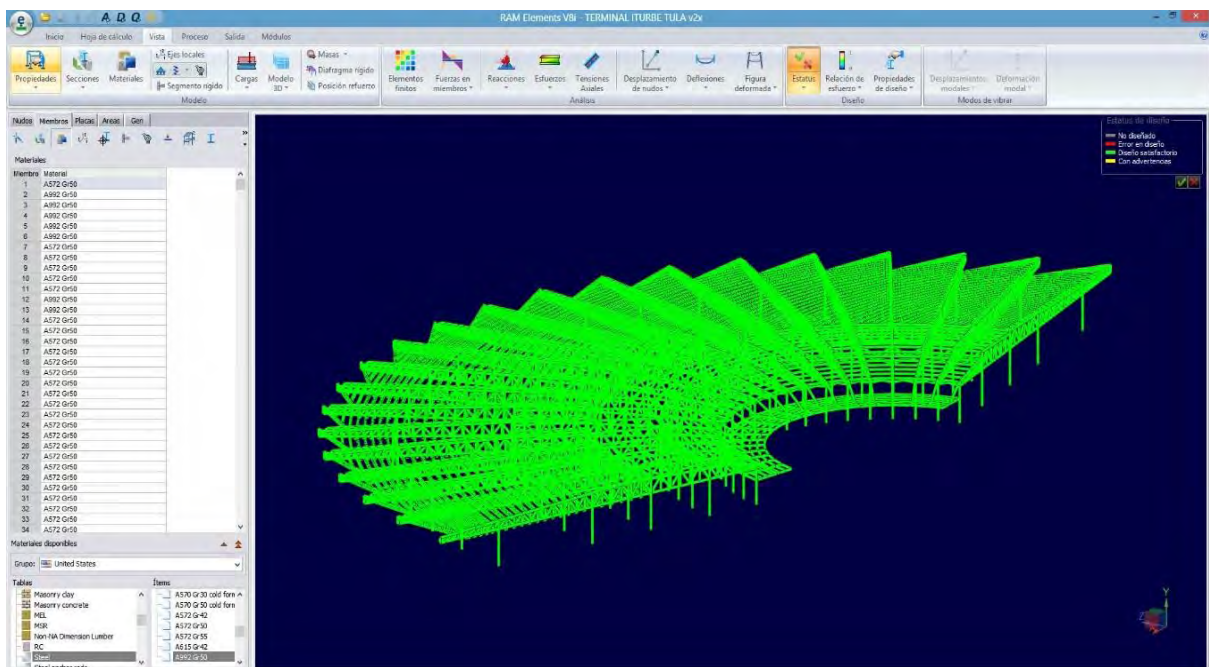 RAM Elements V8i - TERMINAL ITURBE TULA v2x
Inicio Hoja de cálculo Vista Proceso Salida Módulos
Propiedades Secciones Materiales
Ejes locales
Segmento rígido
Cargas Modelo 3D
Masas
Diafragma rígido
Posición refuerzo
Elementos finitos Fuerzas en miembros Reacciones Esfuerzos Tensiones Axiales Desplazamiento de nudos Deflexiones Figura deformada
Estatus Relación de esfuerzo Propiedades de diseño
Desplazamientos modales Deformación modal
Modelo Análisis Diseño Modos de vibrar
Nudos Membros Placas Areas Gen
Materiales
Membro Material
1 A572 Gr50
2 A992 Gr50
3 A992 Gr50
4 A992 Gr50
5 A992 Gr50
6 A992 Gr50
7 A572 Gr50
8 A572 Gr50
9 A572 Gr50
10 A572 Gr50
11 A572 Gr50
12 A992 Gr50
13 A992 Gr50
14 A572 Gr50
15 A572 Gr50
16 A572 Gr50
17 A572 Gr50
18 A572 Gr50
19 A572 Gr50
20 A572 Gr50
21 A572 Gr50
22 A572 Gr50
23 A572 Gr50
24 A572 Gr50
25 A572 Gr50
26 A572 Gr50
27 A572 Gr50
28 A572 Gr50
29 A572 Gr50
30 A572 Gr50
31 A572 Gr50
32 A572 Gr50
33 A572 Gr50
34 A572 Gr50
Materiales disponibles
Grupo: United States
Tablas
Masonry clay
Masonry concrete
MEL
MSR
Non-NA Dimension Lumber
RC
Steel
Ítems
A570 Gr30 cold form
A570 Gr50 cold form
A572 Gr42
A572 Gr50
A572 Gr55
A615 Gr42
A992 Gr50
Estatus de diseño
No diseñado
Error en diseño
Diseño satisfactorio
Con advertencias
Y